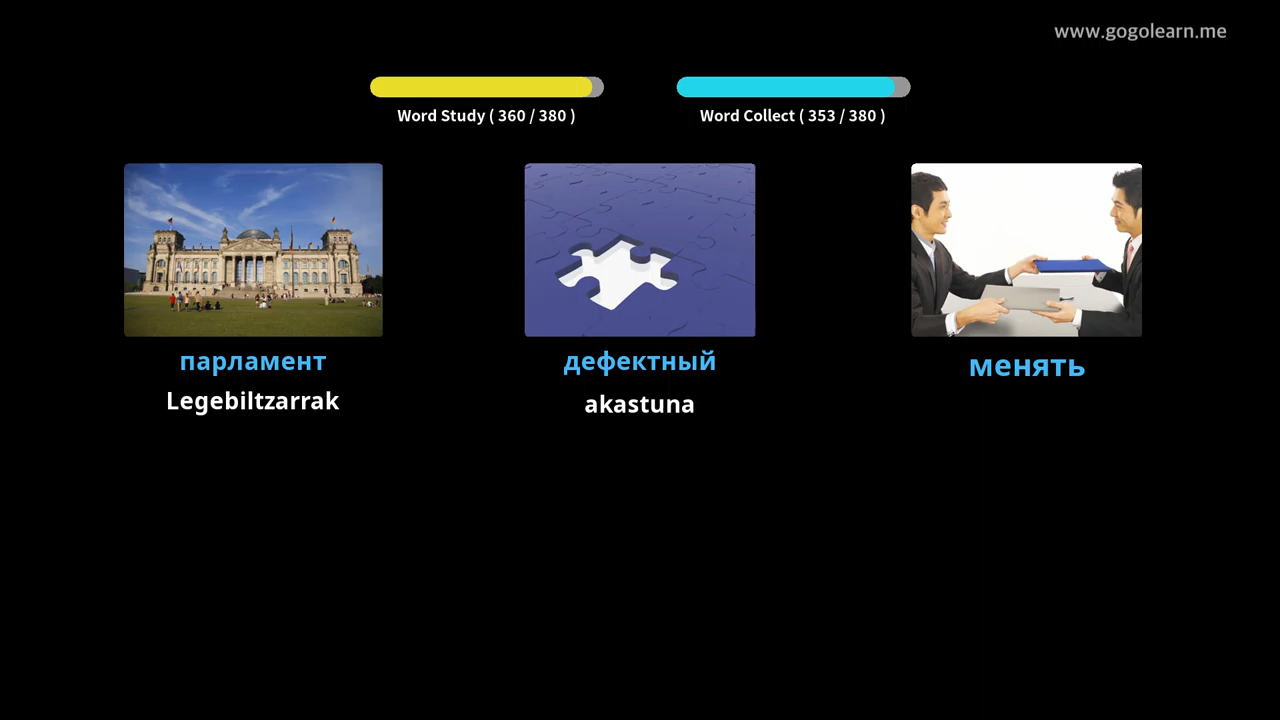 www.gogolearn.me
Word Study ( 360 / 380 )
Word Collect ( 353 / 380 )
парламент
Legebiltzarrak
дефектный
akastuna
менять